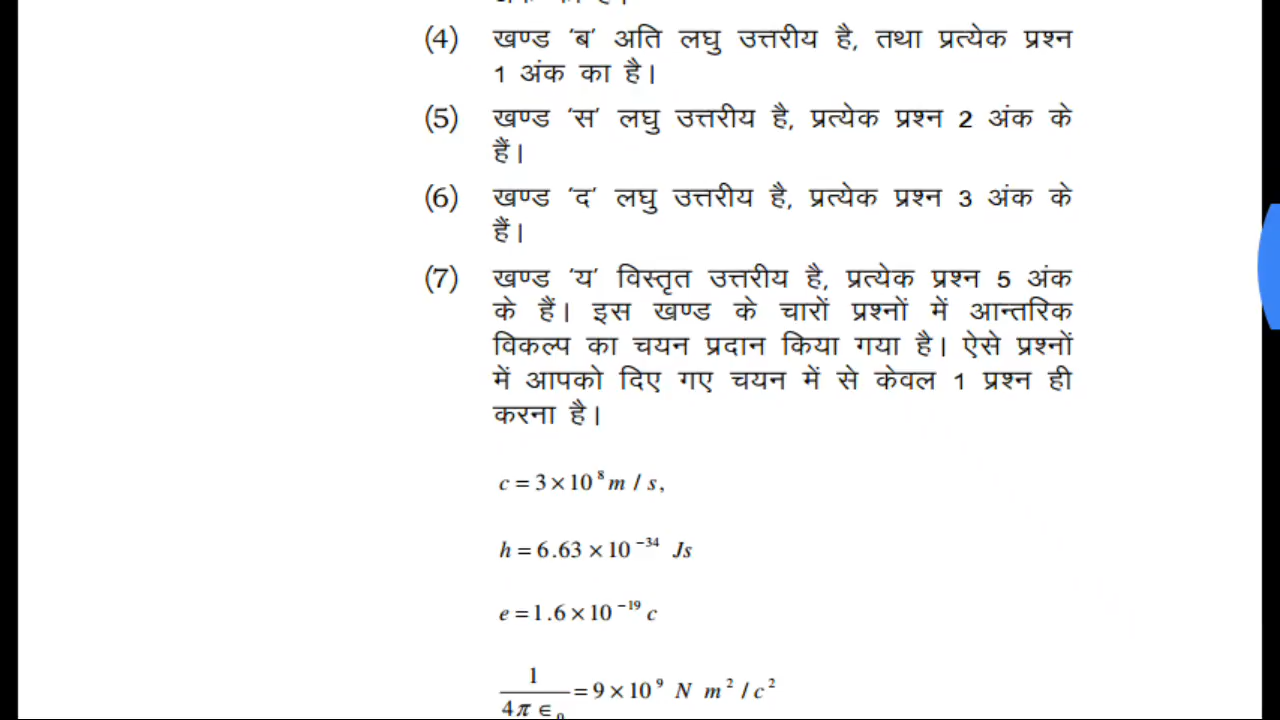 अंक का है।
(4) खण्ड ‘ब’ अति लघु उत्तरीय है, तथा प्रत्येक प्रश्न
1 अंक का है।
(5) खण्ड ‘स’ लघु उत्तरीय है, प्रत्येक प्रश्न 2 अंक के
हैं।
(6) खण्ड ‘द’ लघु उत्तरीय है, प्रत्येक प्रश्न 3 अंक के
हैं।
(7) खण्ड ‘य’ विस्तृत उत्तरीय है, प्रत्येक प्रश्न 5 अंक
के हैं। इस खण्ड के चारों प्रश्नों में आन्तरिक
विकल्प का चयन प्रदान किया गया है। ऐसे प्रश्नों
में आपको दिए गए चयन में से केवल 1 प्रश्न ही
करना है।
c = 3 × 10⁸ m / s,
h = 6.63 × 10⁻³⁴ Js
e = 1.6 × 10⁻¹⁹ c
1/4π ∈₀ = 9 × 10⁹ N m² / c²